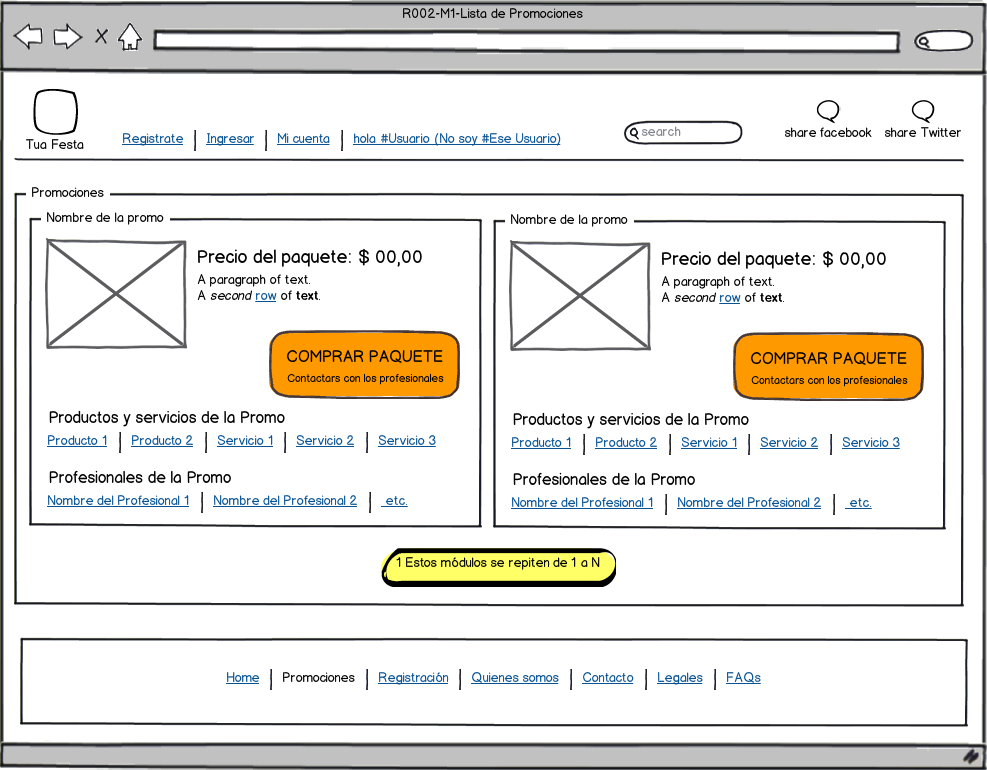 R002-M1-Lista de Promociones
Tua Festa
Registrate
Ingresar
Mi cuenta
hola #Usuario (No soy #Ese Usuario)
search
share facebook
share Twitter
Promociones
Nombre de la promo
Precio del paquete: $ 00,00
A paragraph of text.
A second row of text.
COMPRAR PAQUETE
Contactars con los profesionales
Productos y servicios de la Promo
Producto 1
Producto 2
Servicio 1
Servicio 2
Servicio 3
Profesionales de la Promo
Nombre del Profesional 1
Nombre del Profesional 2
etc.
Nombre de la promo
Precio del paquete: $ 00,00
A paragraph of text.
A second row of text.
COMPRAR PAQUETE
Contactars con los profesionales
Productos y servicios de la Promo
Producto 1
Producto 2
Servicio 1
Servicio 2
Servicio 3
Profesionales de la Promo
Nombre del Profesional 1
Nombre del Profesional 2
etc.
1 Estos módulos se repiten de 1 a N
Home
Promociones
Registración
Quienes somos
Contacto
Legales
FAQs